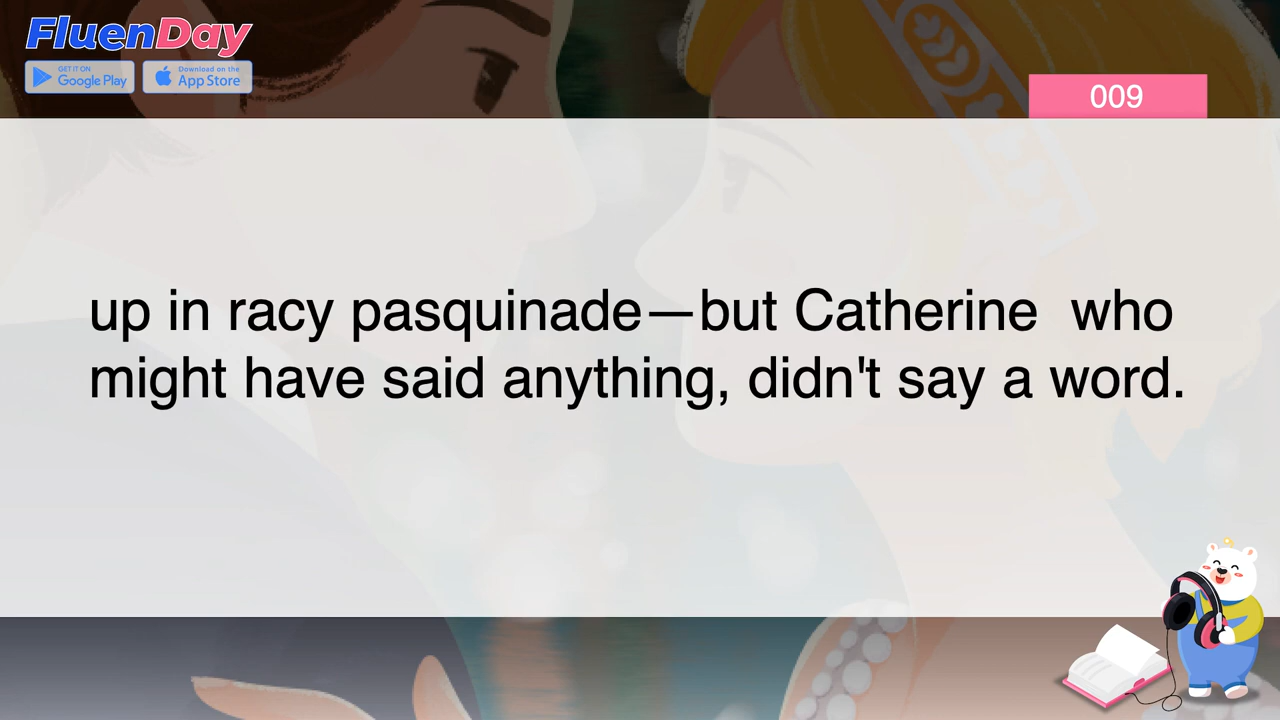 FluenDay
GET IT ON
Google Play
Download on the
App Store
009
up in racy pasquinade—but Catherine  who
might have said anything, didn't say a word.